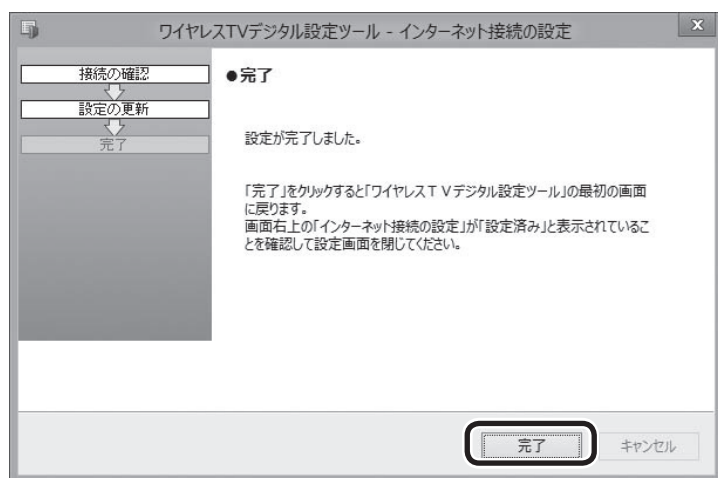 ワイヤレスTVデジタル設定ツール - インターネット接続の設定
x
接続の確認
設定の更新
完了
●完了
設定が完了しました。
「完了」をクリックすると「ワイヤレスTVデジタル設定ツール」の最初の画面
に戻ります。
画面右上の「インターネット接続の設定」が「設定済み」と表示されているこ
とを確認して設定画面を閉じてください。
完了
キャンセル